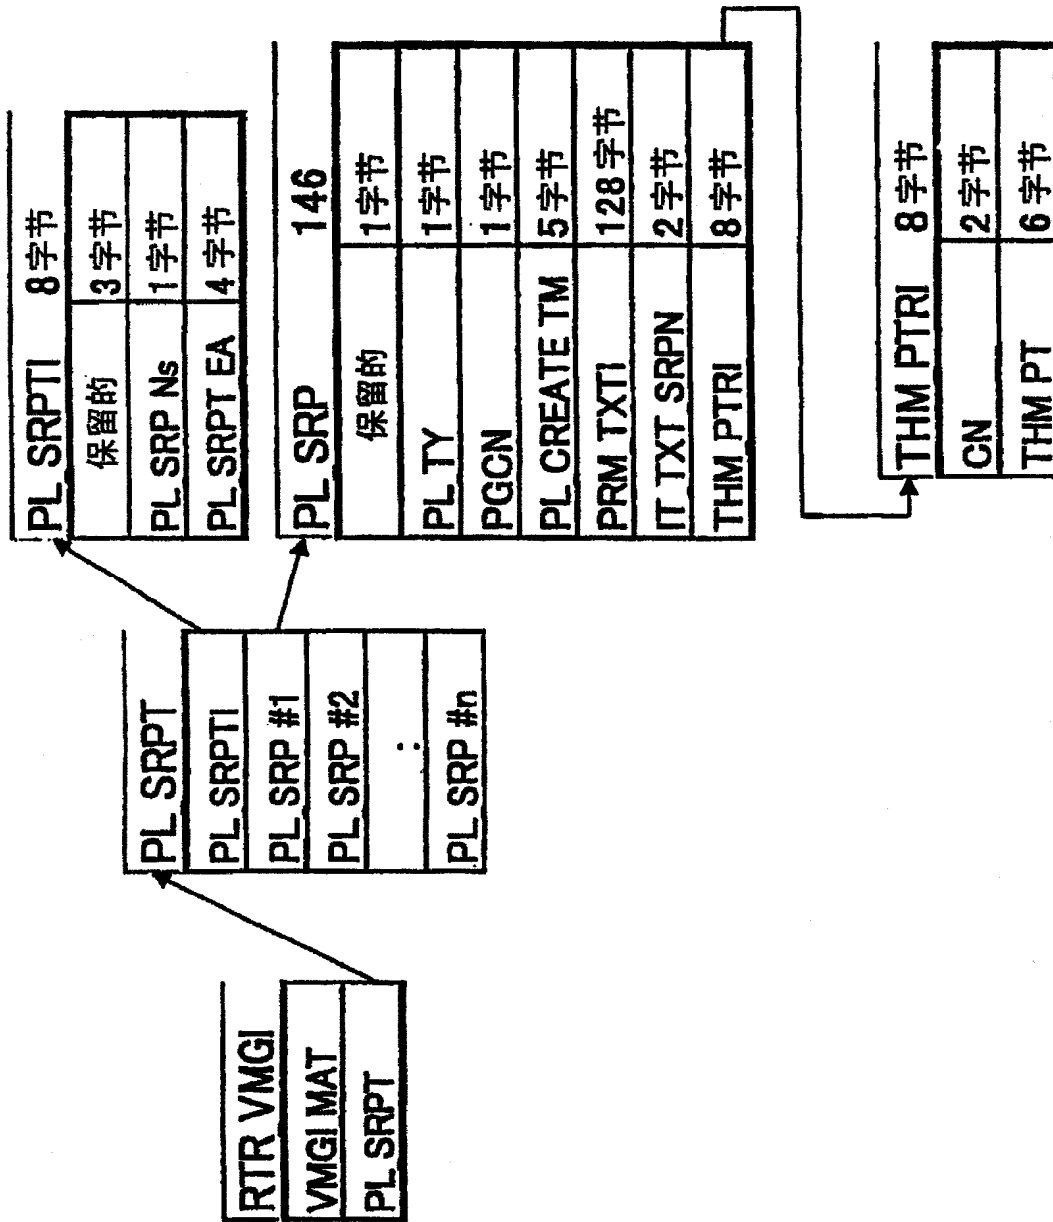 RTR VMGI
VMGI MAT
PL SRPT
PL SRPT
PL SRPTI
PL SRP #1
PL SRP #2
:
PL SRP #n
PL SRPTI 8字节
保留的 3字节
PL SRP Ns 1字节
PL SRPT EA 4字节
PL SRP 146
保留的 1字节
PL TY 1字节
PGCN 1字节
PL CREATE TM 5字节
PRM TXTI 128字节
IT TXT SRPN 2字节
THM PTRI 8字节
THM PTRI 8字节
CN 2字节
THM PT 6字节